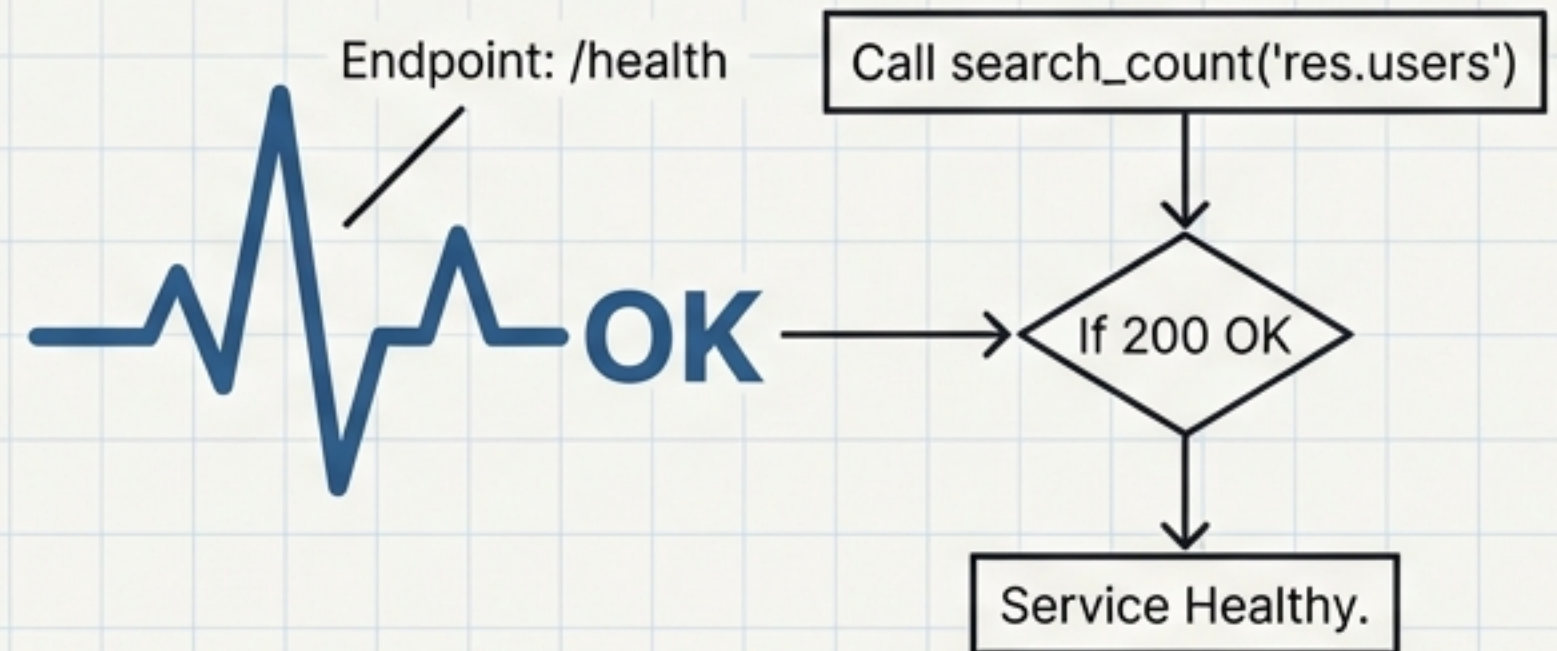 Endpoint: /health
Call search_count('res.users')
OK
If 200 OK
Service Healthy.